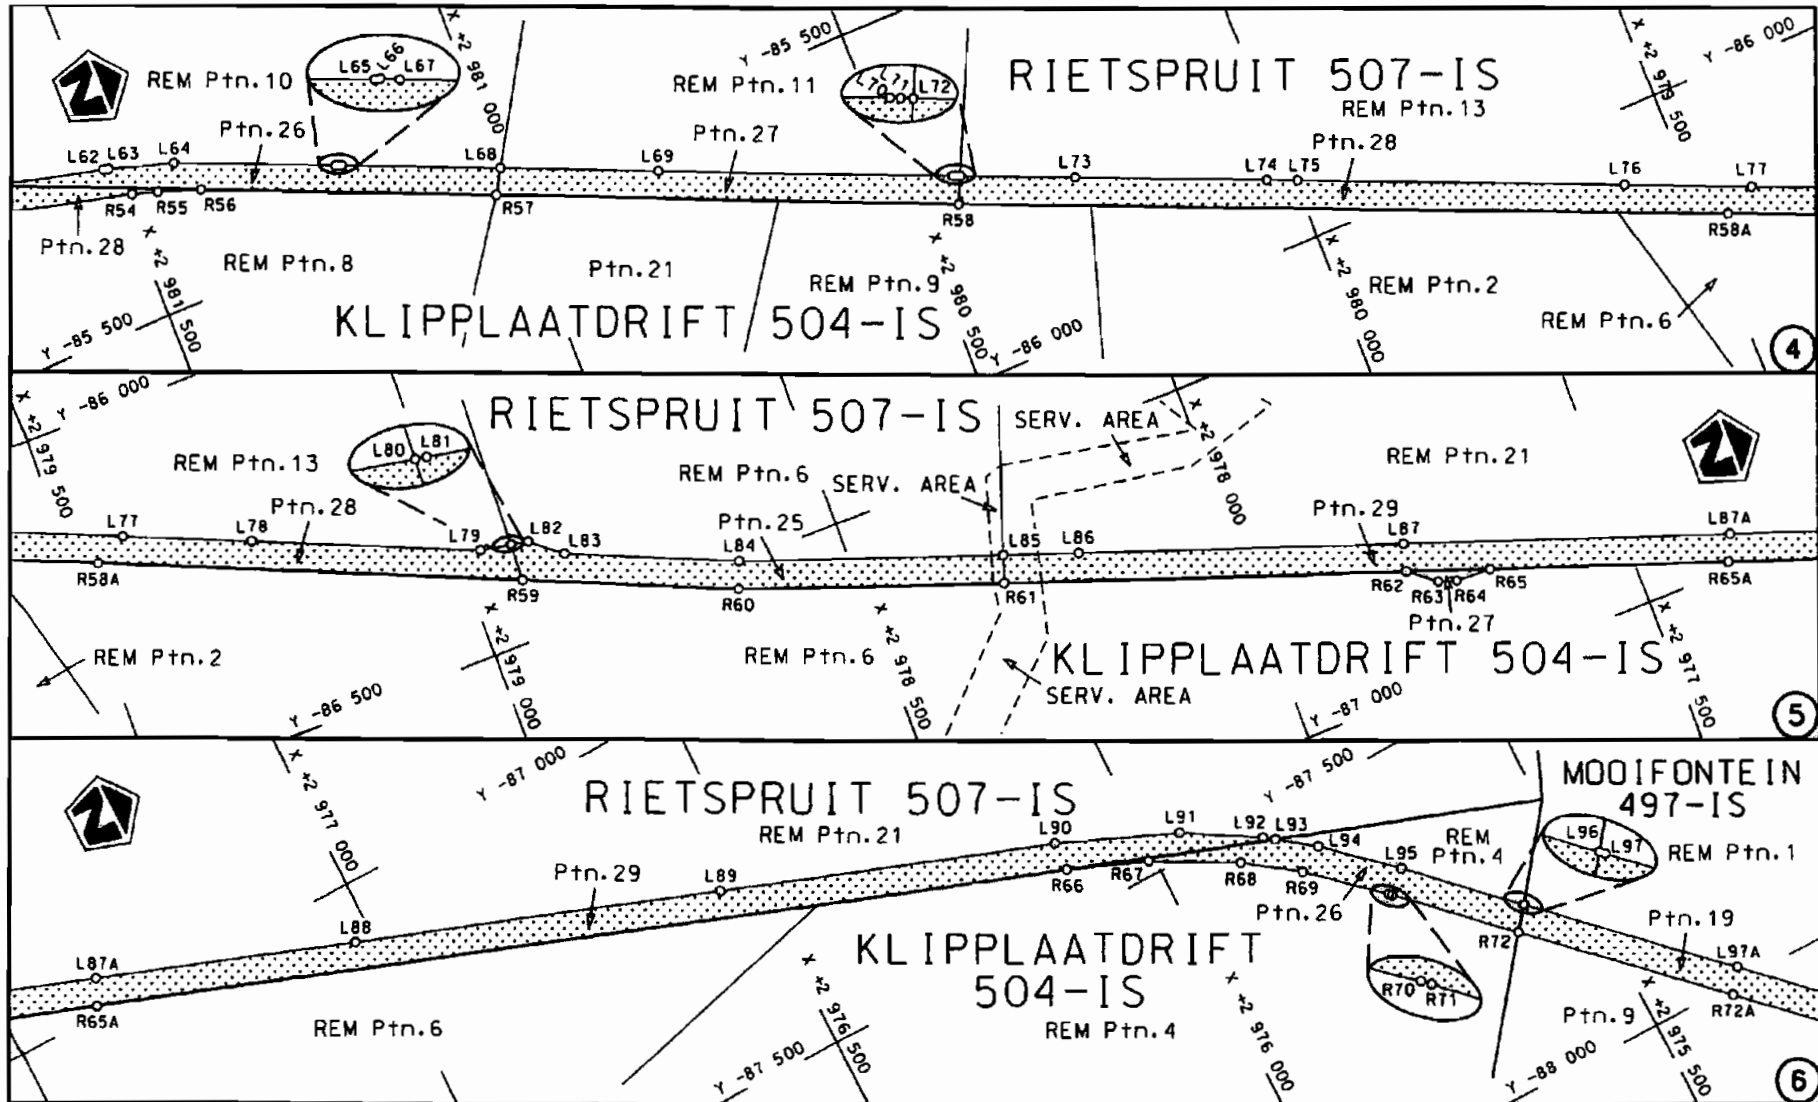 X +2 981 000
Y -85 500
X +2 979 500
Y -86 000
RIETSPRUIT 507-IS
REM Ptn.10
L65 L66 L67
REM Ptn.11
L70 L71 L72
REM Ptn.13
Ptn.26
Ptn.27
Ptn.28
L62 L63 L64
L68
L69
L73
L74 L75
L76
L77
R54 R55 R56
R57
R58
R58A
Ptn.28
X +2 981 500
REM Ptn.8
Ptn.21
REM Ptn.9
X +2 980 500
X +2 980 000
REM Ptn.2
REM Ptn.6
KLIPPLAATDRIFT 504-IS
Y -85 500
Y -86 000
4
X +2 979 500
Y -86 000
RIETSPRUIT 507-IS
SERV. AREA
X +2 978 000
L80 L81
REM Ptn.13
REM Ptn.6
SERV. AREA
REM Ptn.21
Ptn.28
Ptn.25
Ptn.29
L77
L78
L79
L82
L83
L84
L85
L86
L87
L87A
R58A
R59
R60
R61
R62
R63 R64
R65
R65A
Ptn.27
REM Ptn.2
X +2 979 000
REM Ptn.6
X +2 978 500
KLIPPLAATDRIFT 504-IS
X +2 977 500
SERV. AREA
Y -86 500
Y -87 000
5
X +2 977 000
Y -87 000
RIETSPRUIT 507-IS
Y -87 500
MOOIFONTEIN
497-IS
REM Ptn.21
L90
L91
L92 L93
L94
REM
Ptn.4
L96
L97
REM Ptn.1
Ptn.29
L89
L95
R66
R67
R68
R69
Ptn.26
Ptn.19
L88
L87A
R72
L97A
R65A
KLIPPLAATDRIFT
504-IS
R70 R71
R72A
REM Ptn.6
X +2 976 500
REM Ptn.4
X +2 976 000
Ptn.9
X +2 975 500
Y -87 500
Y -88 000
6